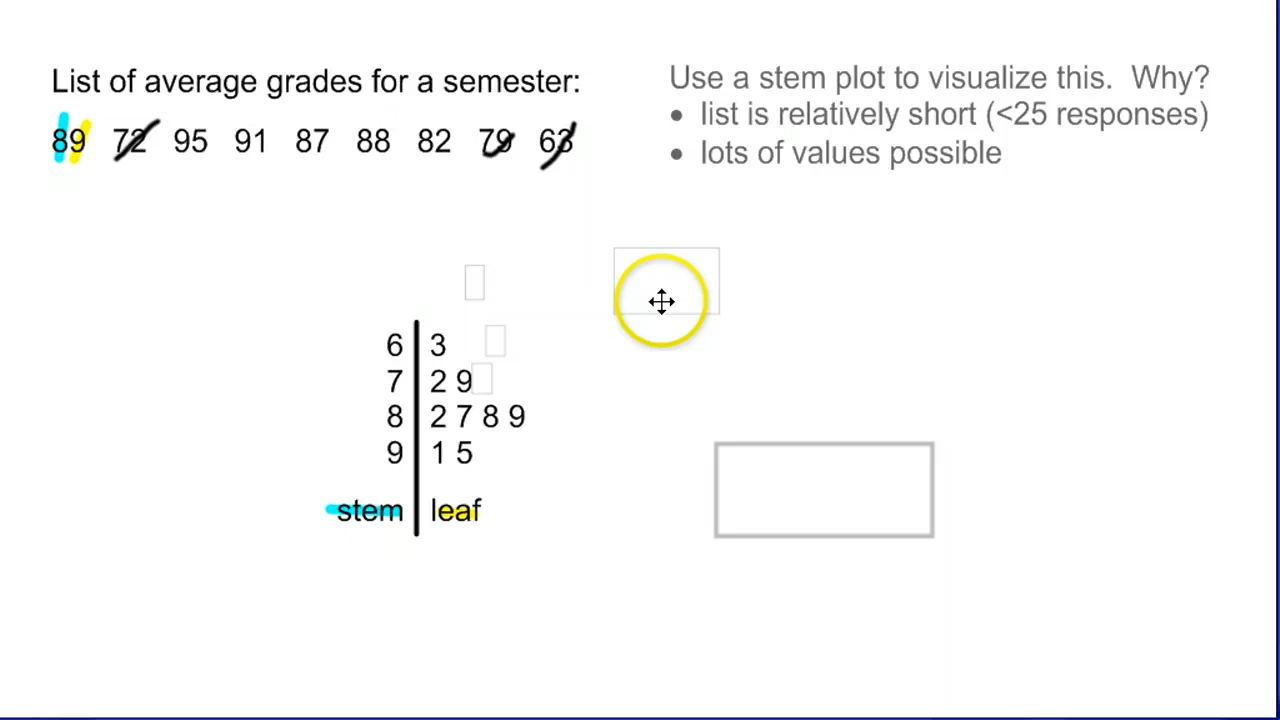 List of average grades for a semester:
89 72 95 91 87 88 82 79 63
Use a stem plot to visualize this. Why?
• list is relatively short (<25 responses)
• lots of values possible
6 3
7 2 9
8 2 7 8 9
9 1 5
stem leaf